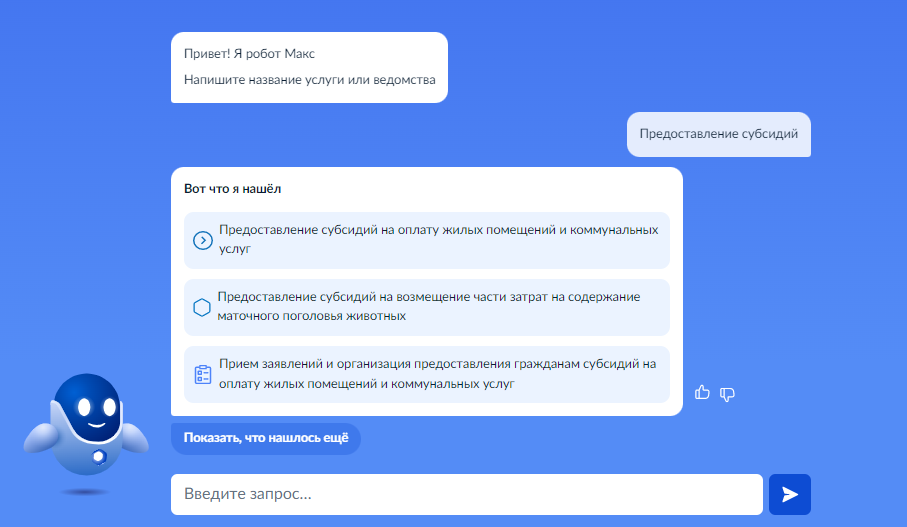 Привет! Я робот Макс
Напишите название услуги или ведомства
Предоставление субсидий
Вот что я нашёл
Предоставление субсидий на оплату жилых помещений и коммунальных
услуг
Предоставление субсидий на возмещение части затрат на содержание
маточного поголовья животных
Прием заявлений и организация предоставления гражданам субсидий на
оплату жилых помещений и коммунальных услуг
Показать, что нашлось ещё
Введите запрос...